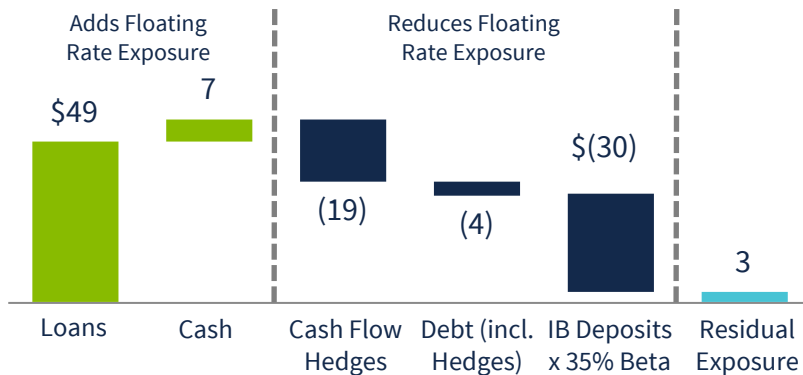 Adds Floating
Rate Exposure
Reduces Floating
Rate Exposure
$49
7
(19)
(4)
$(30)
3
Loans
Cash
Cash Flow
Hedges
Debt (incl.
Hedges)
IB Deposits
x 35% Beta
Residual
Exposure